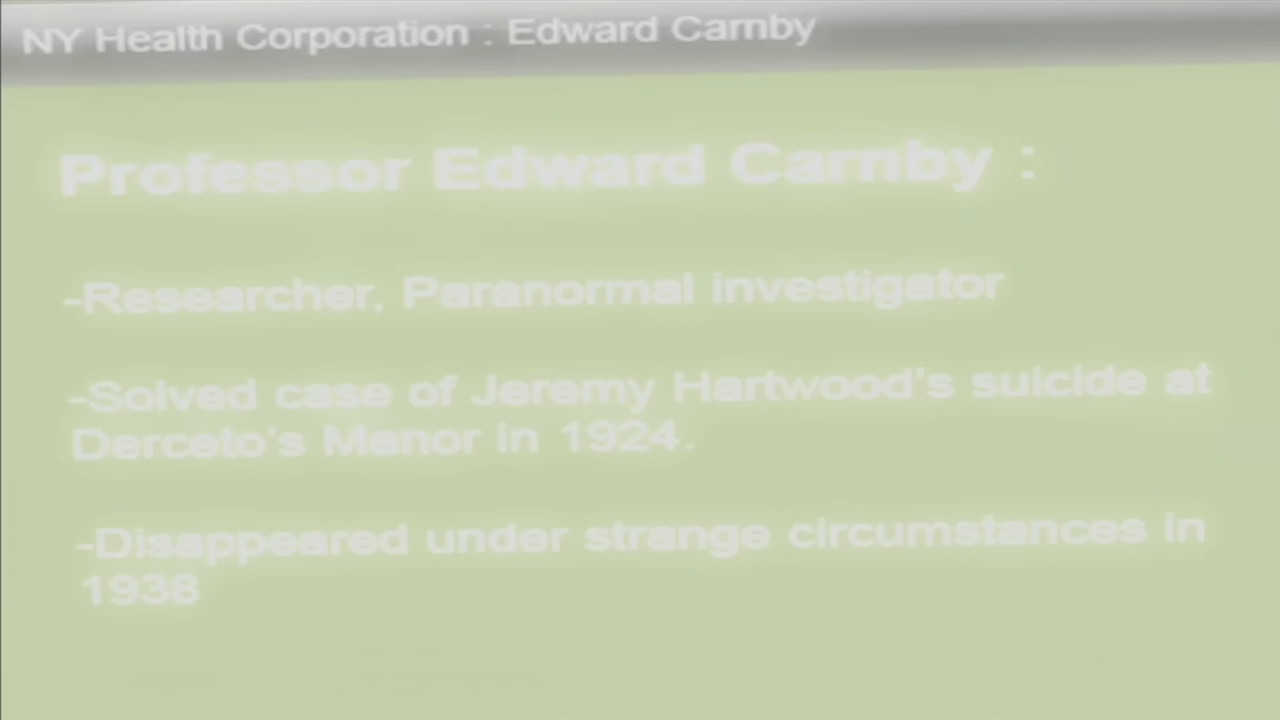 NY Health Corporation : Edward Carnby
Professor Edward Carnby :
-Researcher, Paranormal investigator
-Solved case of Jeremy Hartwood's suicide at
Derceto's Manor in 1924.
-Disappeared under strange circumstances in
1938